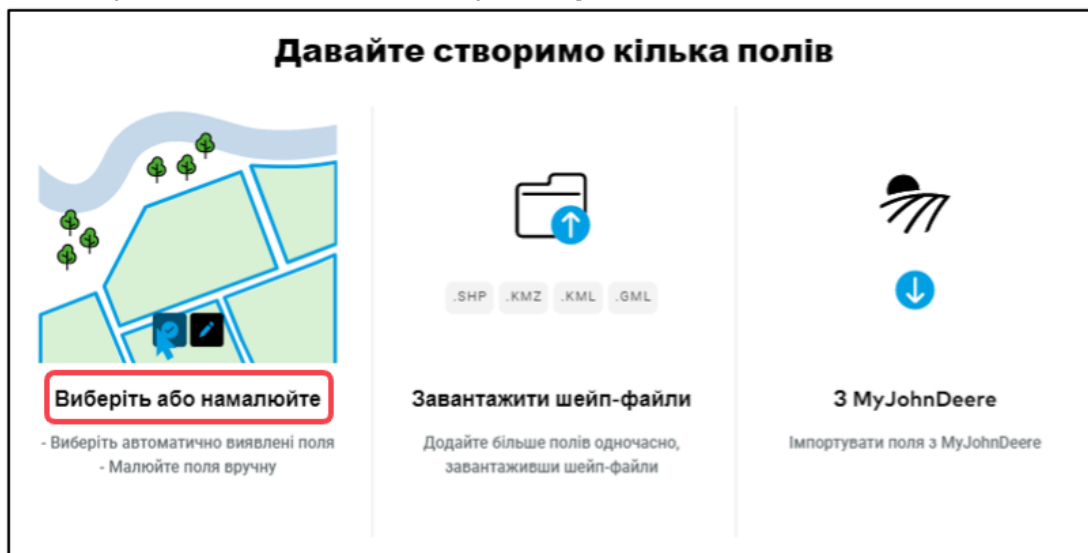 Давайте створимо кілька полів
.SHP .KMZ .KML .GML
Виберіть або намалюйте
- Виберіть автоматично виявлені поля
- Малюйте поля вручну
Завантажити шейп-файли
Додайте більше полів одночасно,
завантаживши шейп-файли
З MyJohnDeere
Імпортувати поля з MyJohnDeere